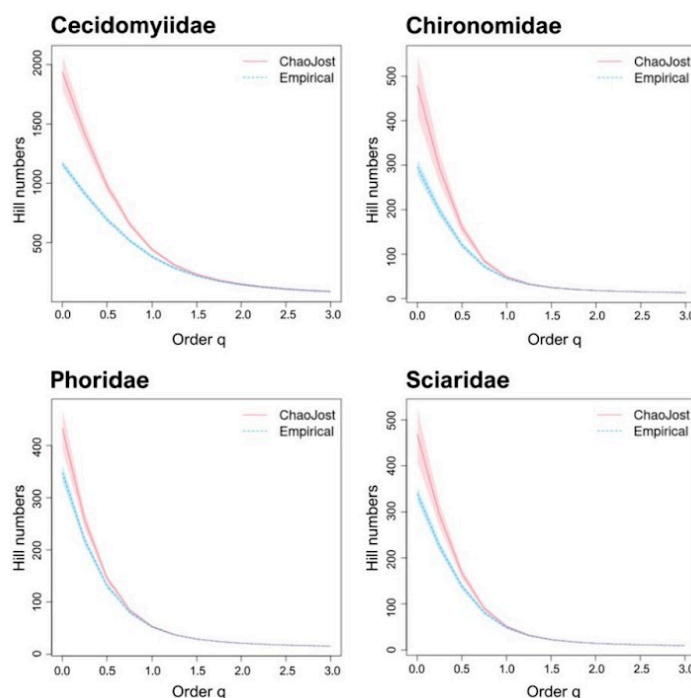 Cecidomyiidae
Chironomidae
ChaoJost
Empirical
ChaoJost
Empirical
Hill numbers
2000
1500
1000
500
Hill numbers
500
400
300
200
100
0
0.0 0.5 1.0 1.5 2.0 2.5 3.0
0.0 0.5 1.0 1.5 2.0 2.5 3.0
Order q
Order q
Phoridae
Sciaridae
ChaoJost
Empirical
ChaoJost
Empirical
Hill numbers
400
300
200
100
0
Hill numbers
500
400
300
200
100
0
0.0 0.5 1.0 1.5 2.0 2.5 3.0
0.0 0.5 1.0 1.5 2.0 2.5 3.0
Order q
Order q